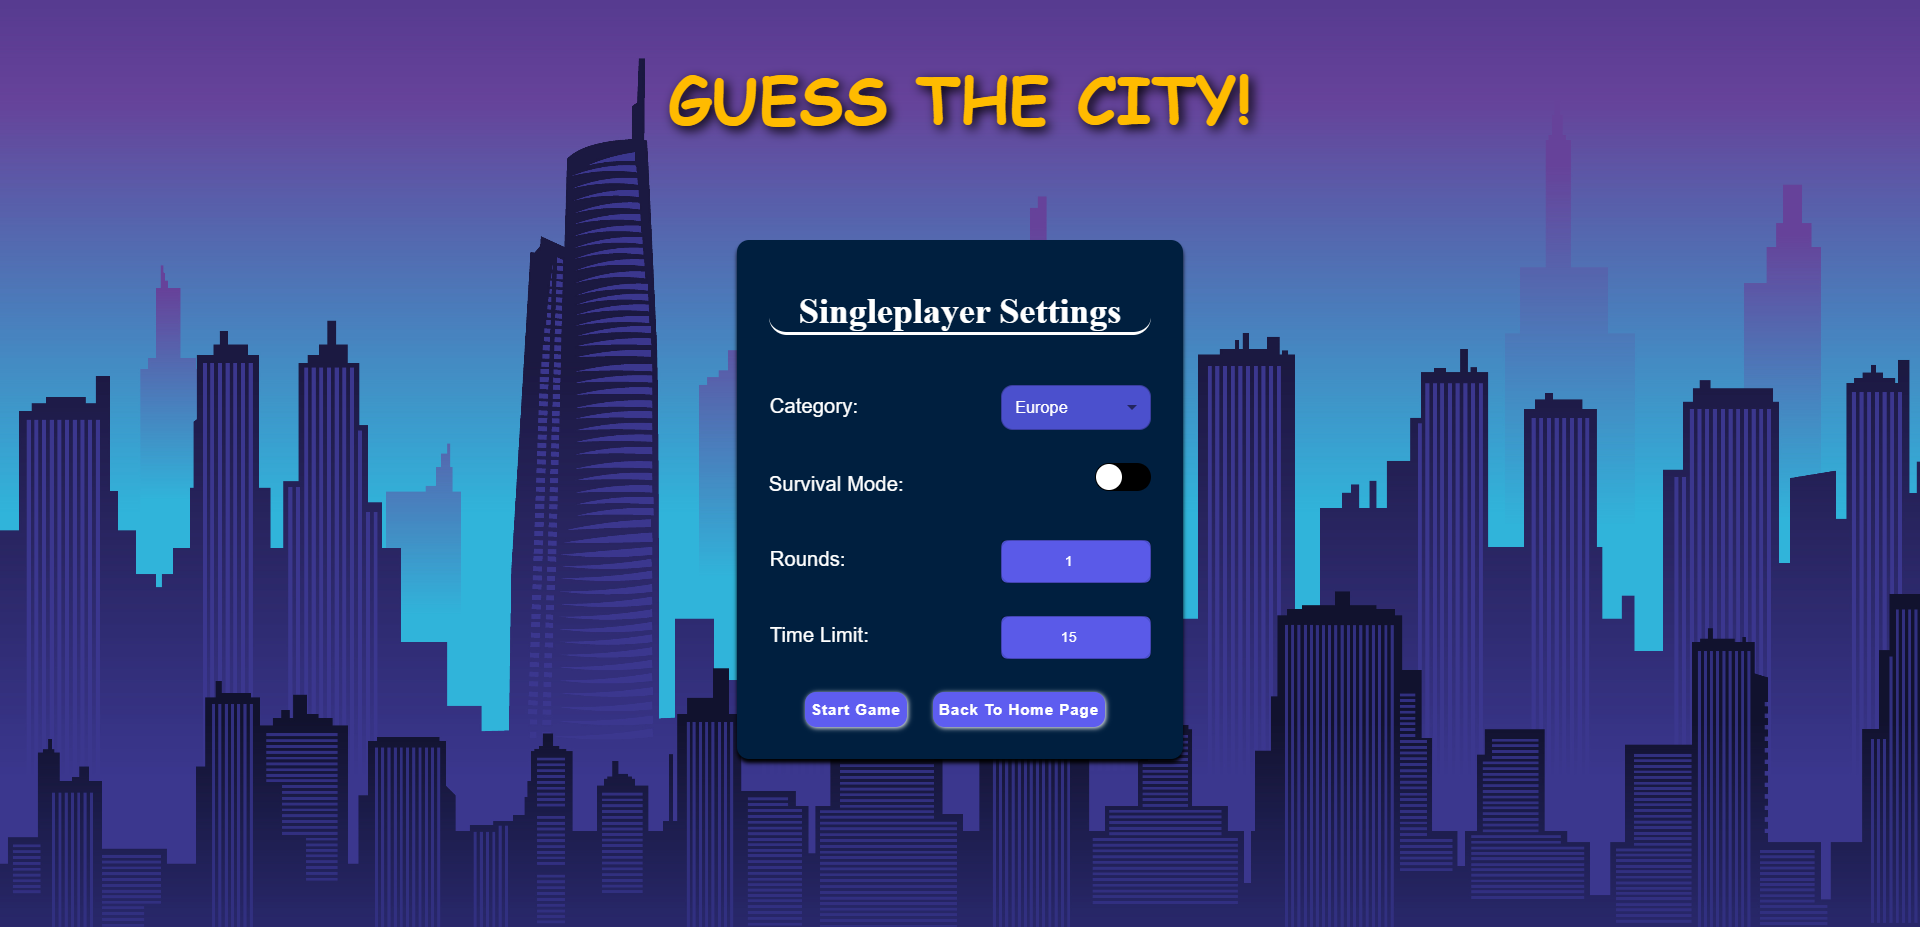 GUESS THE CITY!
Singleplayer Settings
Category: Europe
Survival Mode:
Rounds: 1
Time Limit: 15
Start Game Back To Home Page